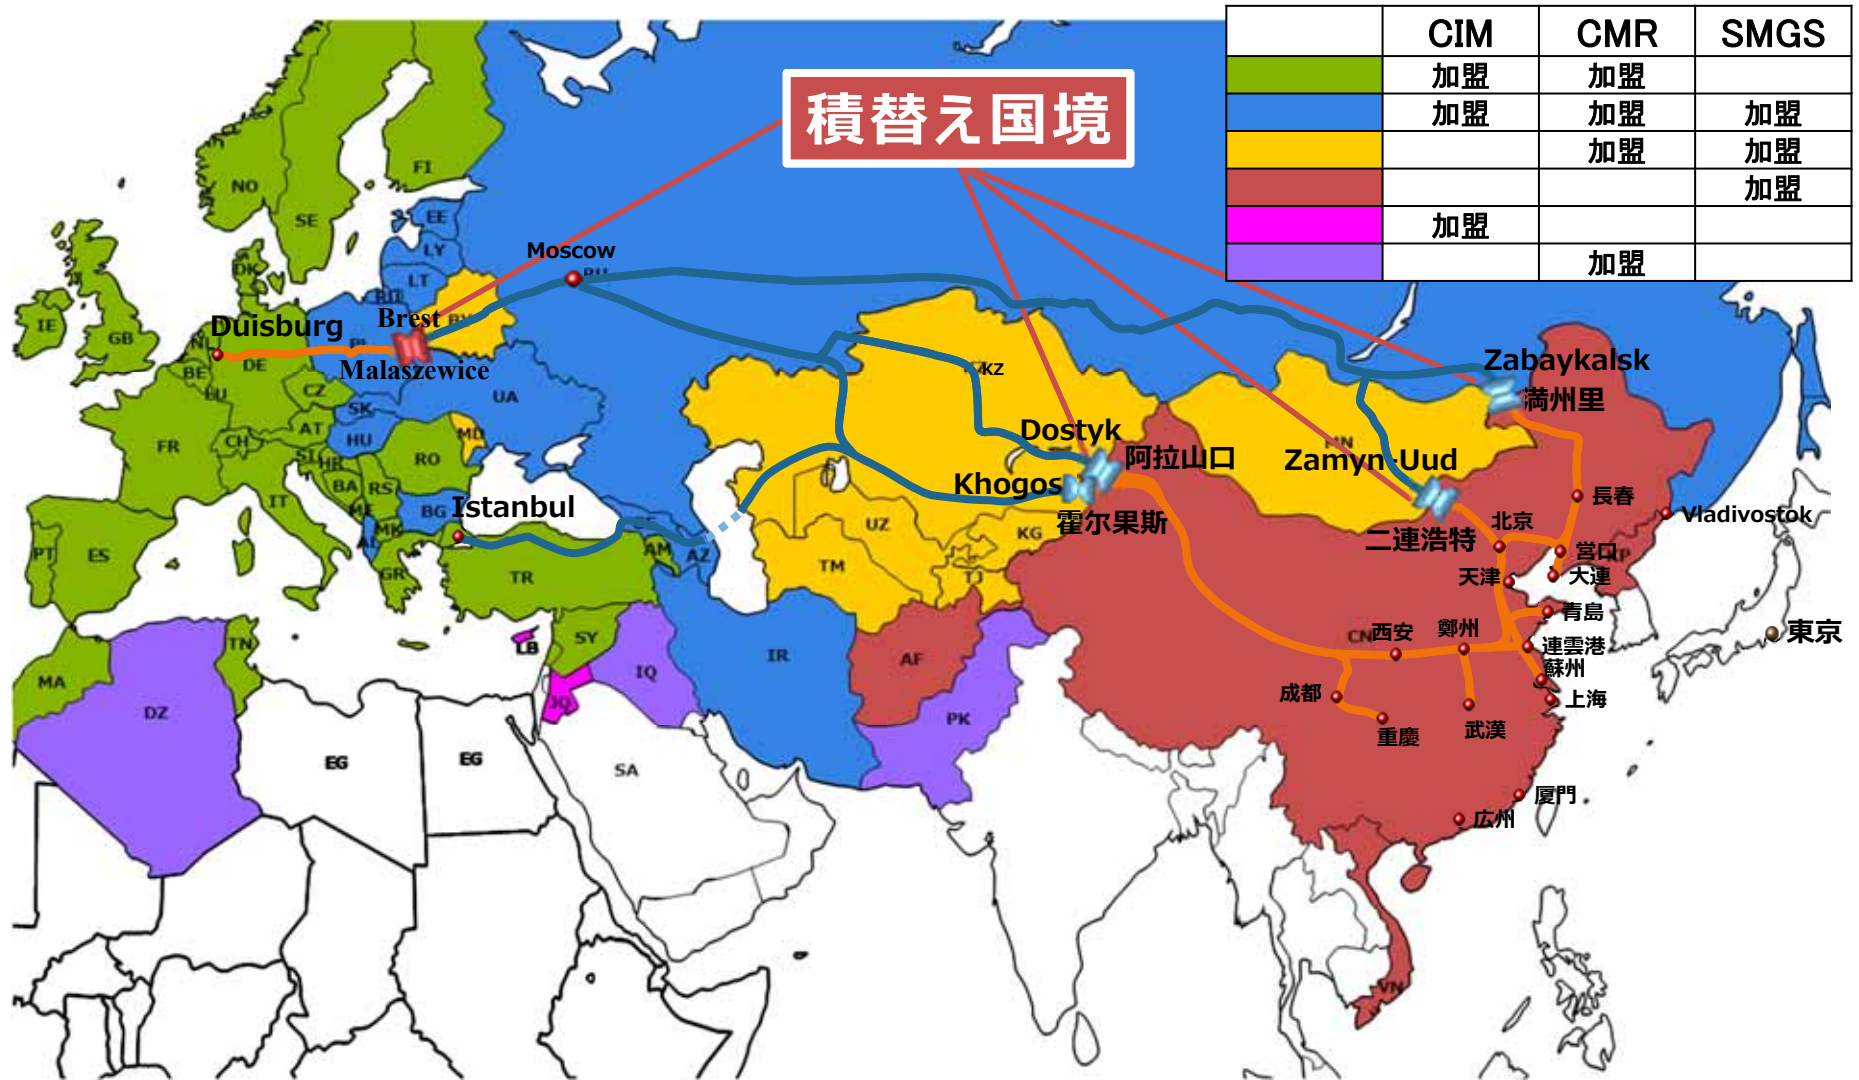 CIM CMR SMGS
加盟 加盟
加盟 加盟 加盟
加盟 加盟
加盟
加盟
加盟
積替え国境
FI
NO
SE
EE
LY
LT
Moscow
RU
DK
IE
GB
Duisburg
Brest
BY
NL
PL
BE
DE
Malaszewice
LU
CZ
SK
UA
KZ
Zabaykalsk
満州里
AT
FR
CH
HU
MD
RO
SI
HR
BA
RS
IT
ME
MK
BG
AL
Istanbul
Dostyk
阿拉山口
MN
Zamyn-Uud
Khogos
霍尔果斯
二連浩特
長春
Vladivostok
北京
営口
KP
大連
天津
PT
ES
GR
TR
AM
AZ
UZ
KG
TM
TJ
青島
CN
西安
鄭州
連雲港
蘇州
上海
東京
MA
TN
DZ
LB
SY
JO
IQ
IR
AF
PK
成都
重慶
武漢
EG
EG
SA
厦門
広州
VN